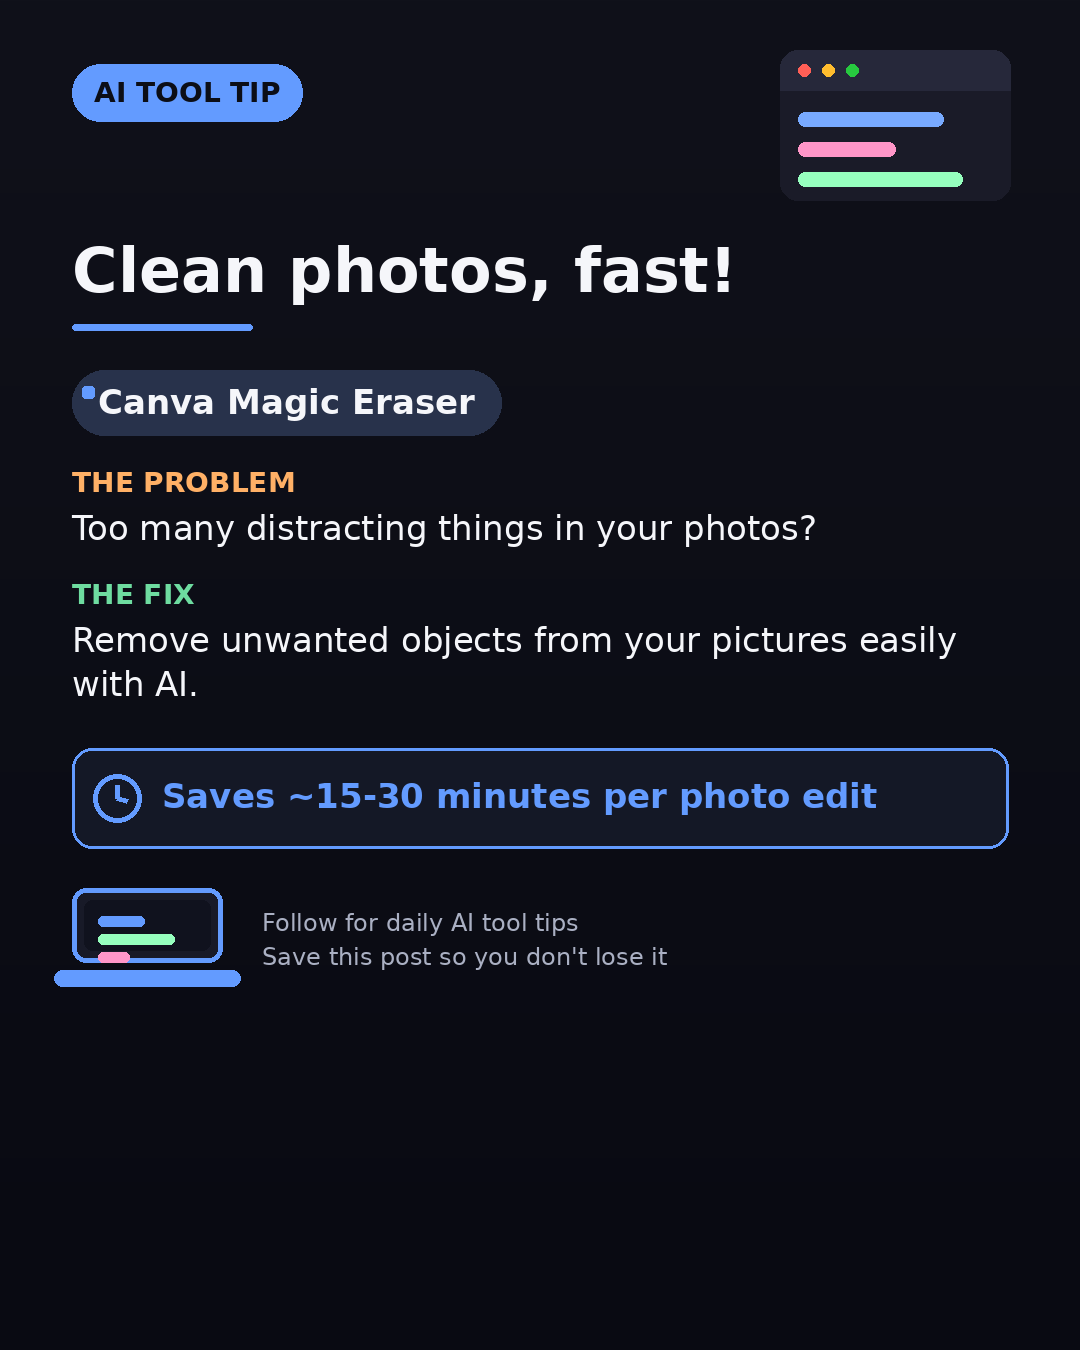 AI TOOL TIP
Clean photos, fast!
Canva Magic Eraser
THE PROBLEM
Too many distracting things in your photos?
THE FIX
Remove unwanted objects from your pictures easily
with AI.
Saves ~15-30 minutes per photo edit
Follow for daily AI tool tips
Save this post so you don't lose it